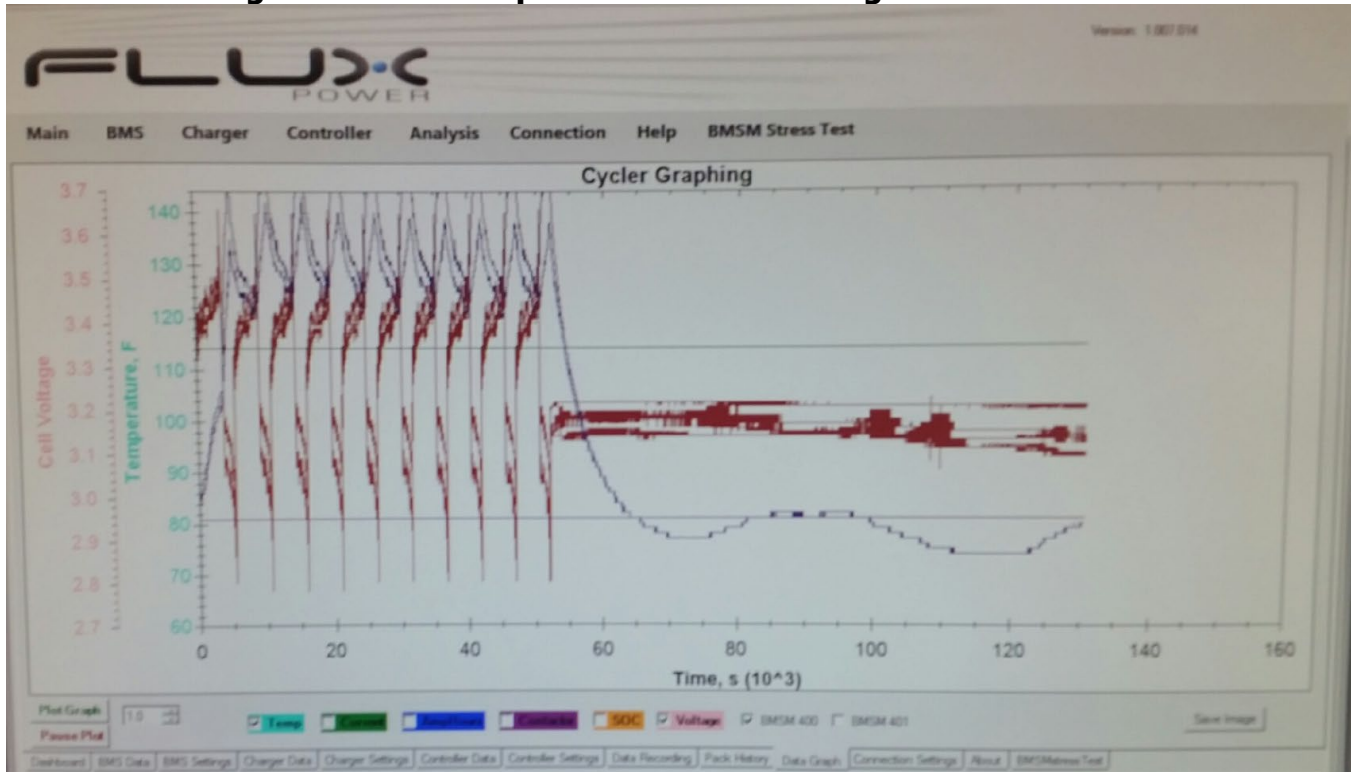 Version: 1.007.014
FLUX
POWER
Main BMS Charger Controller Analysis Connection Help BMSM Stress Test
Cycler Graphing
3.7
3.6
3.5
3.4
3.3
3.2
3.1
3.0
2.9
2.8
2.7
Cell Voltage
140
130
120
110
100
90
80
70
60
Temperature, F
0 20 40 60 80 100 120 140 160
Time, s (10^3)
Plot Graph
Pause Plot
1.0
Temp Current AmpHours Contactor SOC Voltage BMSM 400 BMSM 401
Save Image
Dashboard BMS Data BMS Settings Charger Data Charger Settings Controller Data Controller Settings Data Recording Pack History Data Graph Connection Settings About BMSMstress Test